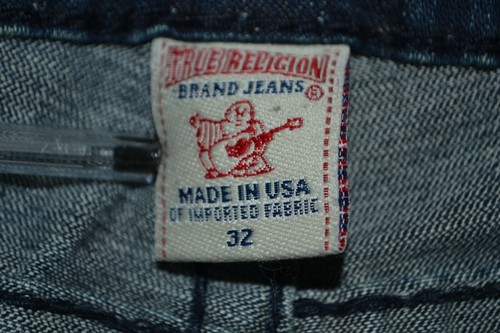 TRUE RELIGION
BRAND JEANS ®
MADE IN USA
OF IMPORTED FABRIC
32